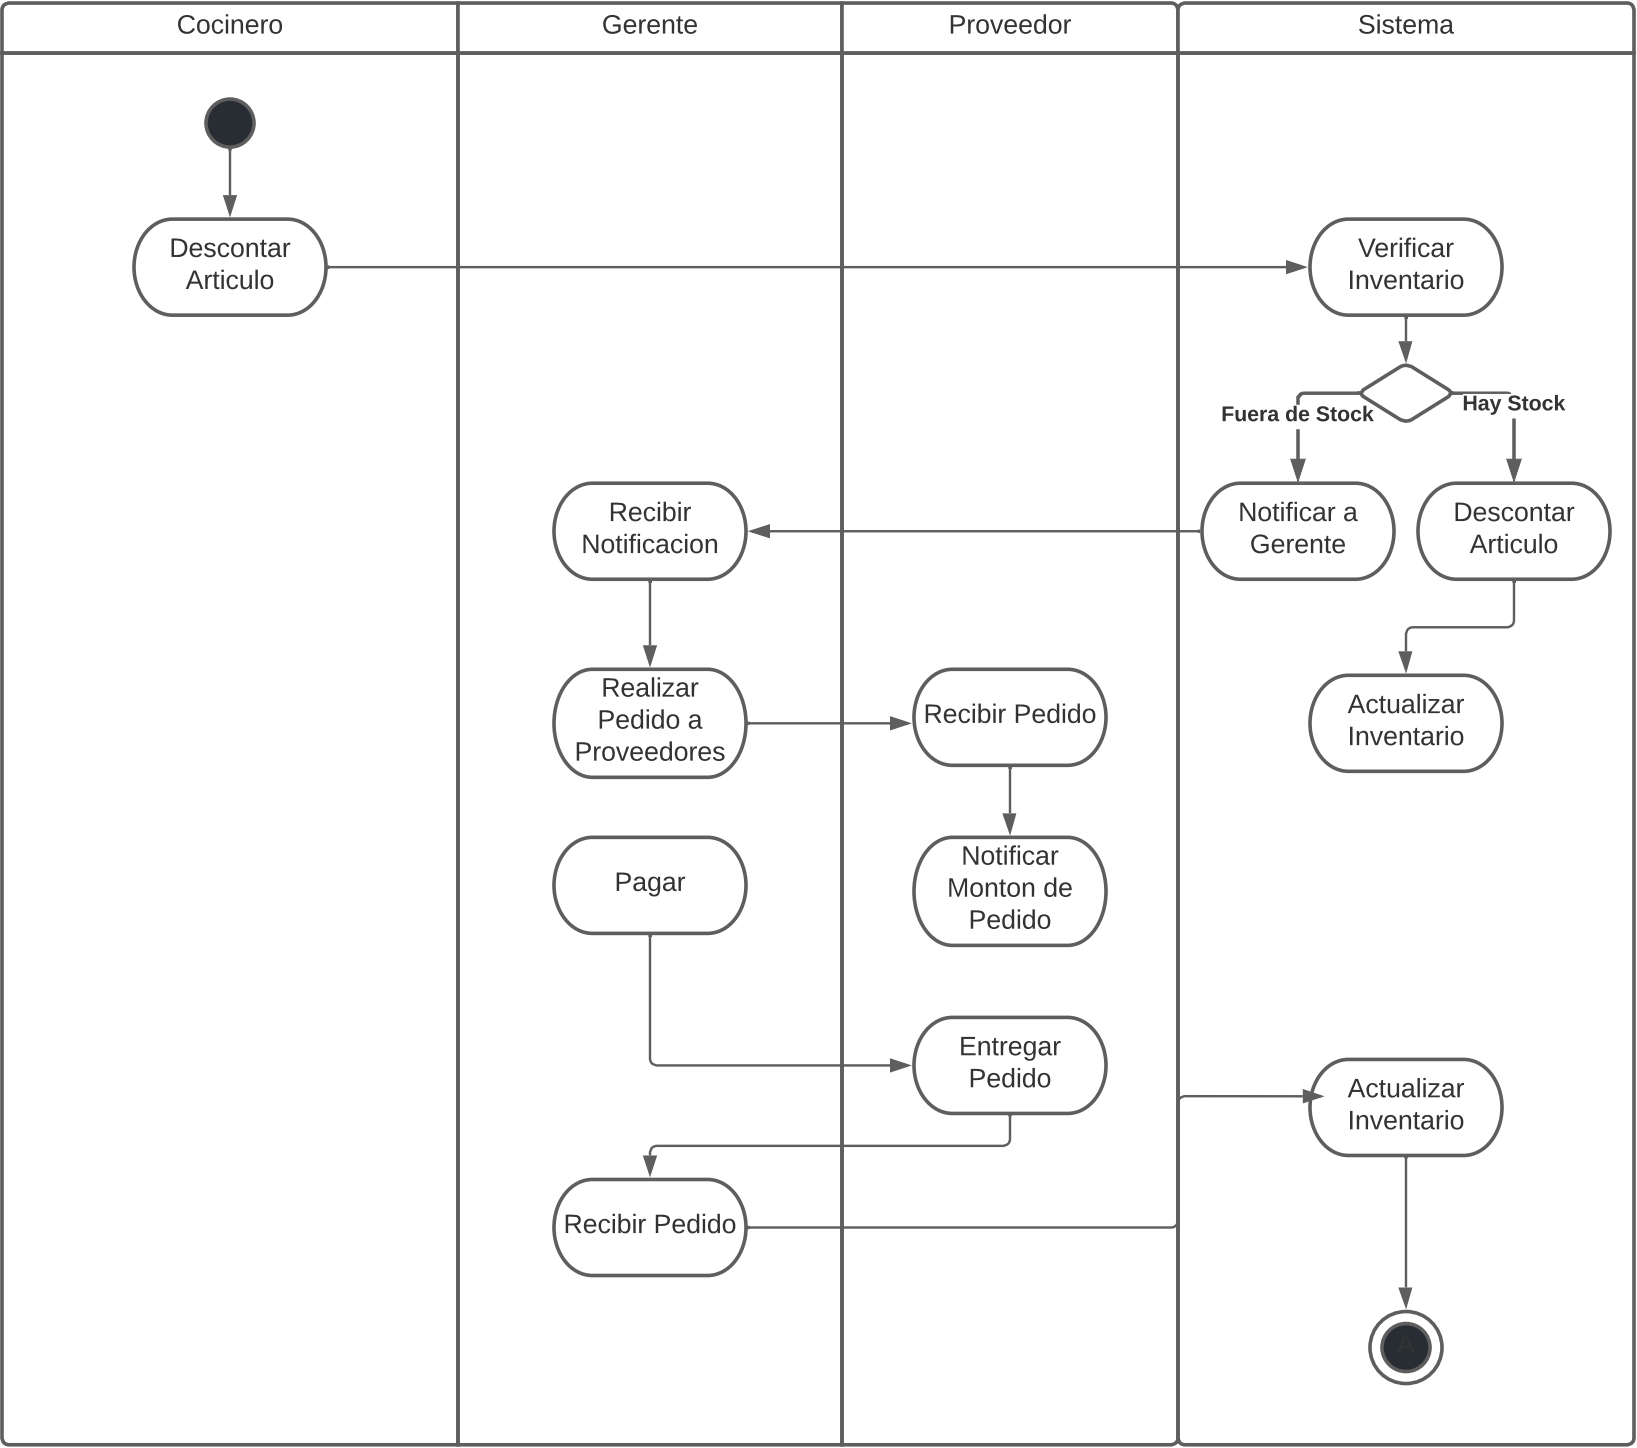 Cocinero
Gerente
Proveedor
Sistema
Descontar
Articulo
Verificar
Inventario
Fuera de Stock
Hay Stock
Recibir
Notificacion
Notificar a
Gerente
Descontar
Articulo
Realizar
Pedido a
Proveedores
Recibir Pedido
Actualizar
Inventario
Pagar
Notificar
Monton de
Pedido
Entregar
Pedido
Actualizar
Inventario
Recibir Pedido
A